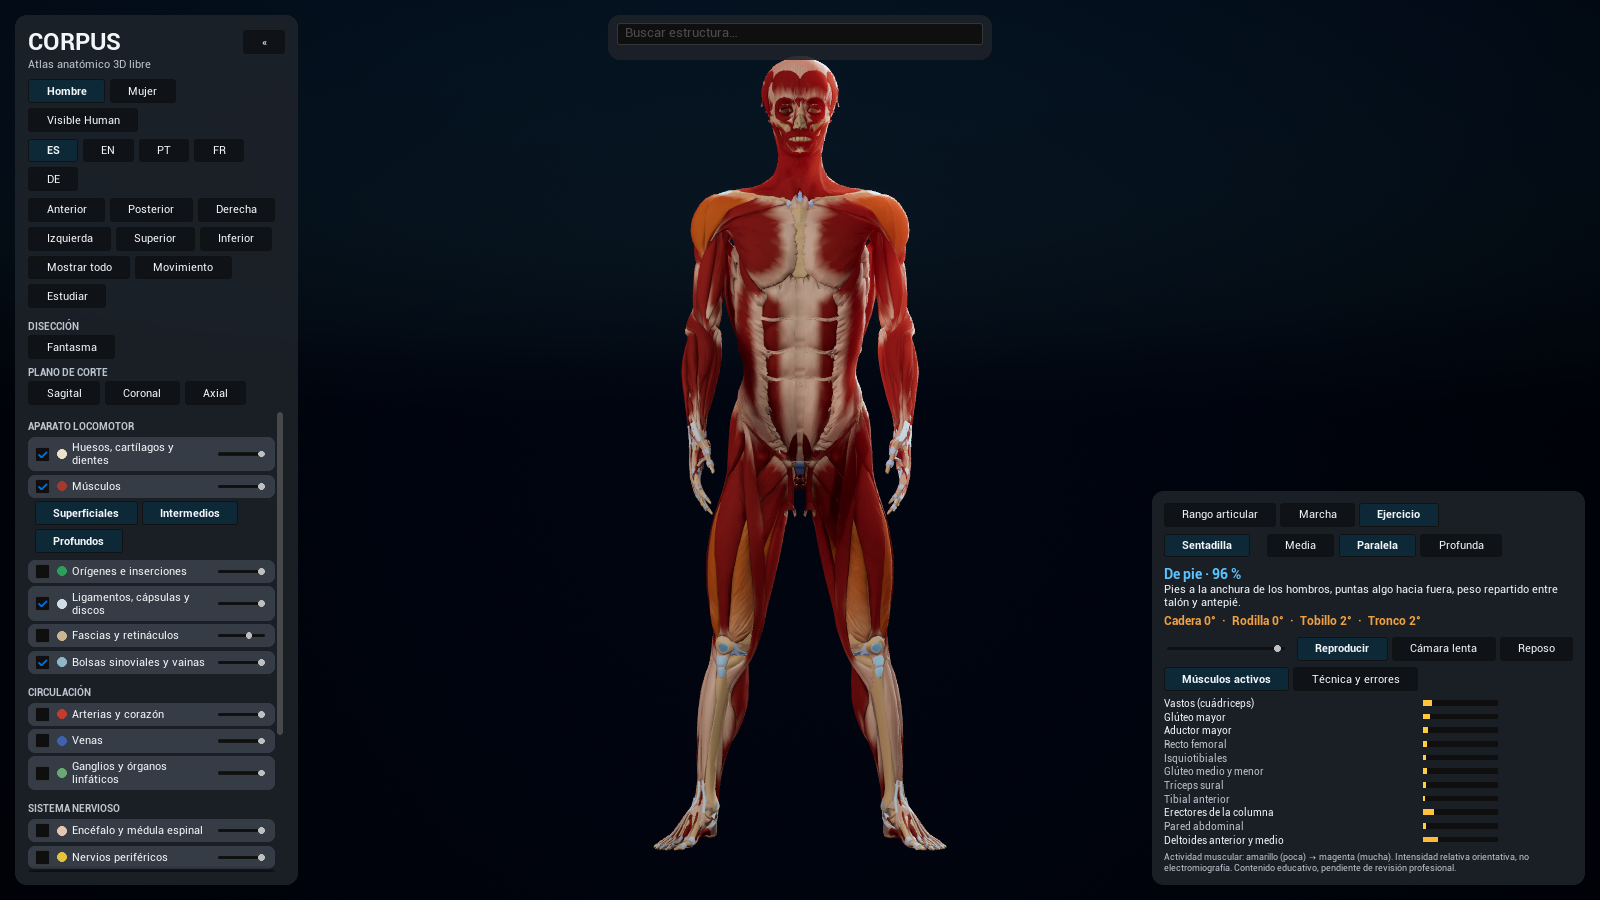 CORPUS
«
Atlas anatómico 3D libre
Hombre Mujer
Visible Human
ES EN PT FR
DE
Anterior Posterior Derecha
Izquierda Superior Inferior
Mostrar todo Movimiento
Estudiar
DISECCIÓN
Fantasma
PLANO DE CORTE
Sagital Coronal Axial
APARATO LOCOMOTOR
Huesos, cartílagos y
dientes
Músculos
Superficiales Intermedios
Profundos
Orígenes e inserciones
Ligamentos, cápsulas y
discos
Fascias y retináculos
Bolsas sinoviales y vainas
CIRCULACIÓN
Arterias y corazón
Venas
Ganglios y órganos
linfáticos
SISTEMA NERVIOSO
Encéfalo y médula espinal
Nervios periféricos
Buscar estructura...
Rango articular Marcha Ejercicio
Sentadilla Media Paralela Profunda
De pie · 96 %
Pies a la anchura de los hombros, puntas algo hacia fuera, peso repartido entre
talón y antepié.
Cadera 0° · Rodilla 0° · Tobillo 2° · Tronco 2°
Reproducir Cámara lenta Reposo
Músculos activos Técnica y errores
Vastos (cuádriceps)
Glúteo mayor
Aductor mayor
Recto femoral
Isquiotibiales
Glúteo medio y menor
Tríceps sural
Tibial anterior
Erectores de la columna
Pared abdominal
Deltoides anterior y medio
Actividad muscular: amarillo (poca) → magenta (mucha). Intensidad relativa orientativa, no
electromiografía. Contenido educativo, pendiente de revisión profesional.